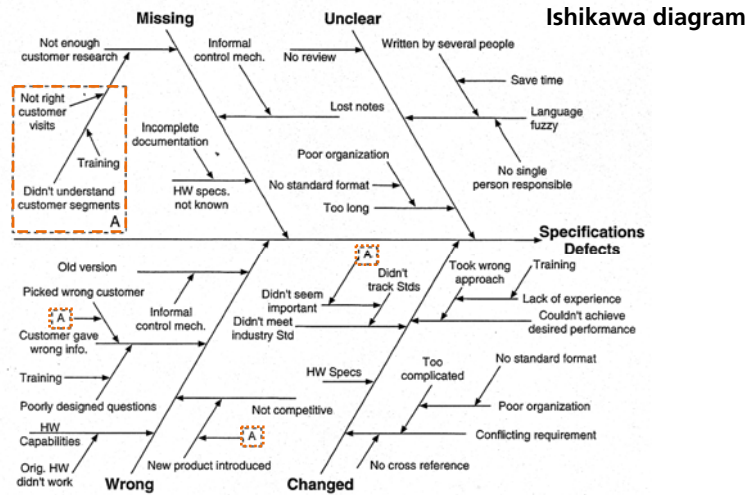 Ishikawa diagram
Missing
Unclear
Not enough
customer research
Informal
control mech.
No review
Written by several people
Save time
Not right
customer
visits
Lost notes
Language
fuzzy
Incomplete
documentation
Training
Poor organization
No single
person responsible
Didn't understand
customer segments
A
HW specs.
not known
No standard format
Too long
Specifications
Defects
Old version
A
Didn't
track Stds
Took wrong
approach
Training
Picked wrong customer
Informal
control mech.
Didn't seem
important
Lack of experience
A
Didn't meet
industry Std
Couldn't achieve
desired performance
Customer gave
wrong info.
Training
HW Specs
Too
complicated
No standard format
Poorly designed questions
Not competitive
Poor organization
HW
Capabilities
A
Conflicting requirement
Orig. HW
didn't work
New product introduced
No cross reference
Wrong
Changed